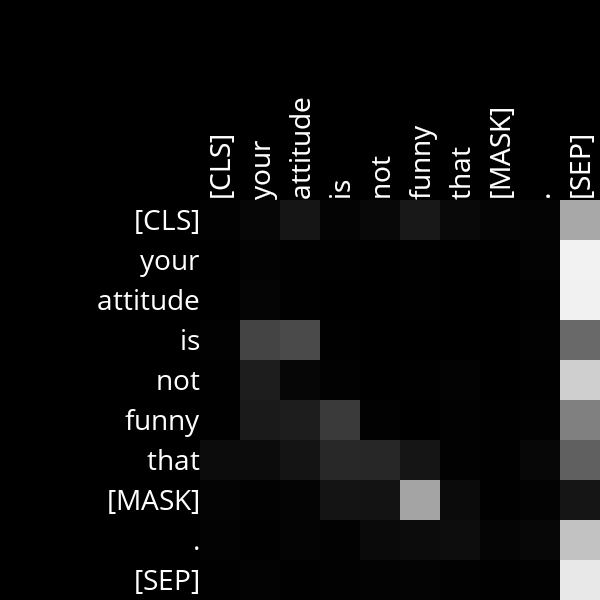 [CLS] your attitude is not funny that [MASK] . [SEP]
[CLS]
your
attitude
is
not
funny
that
[MASK]
.
[SEP]